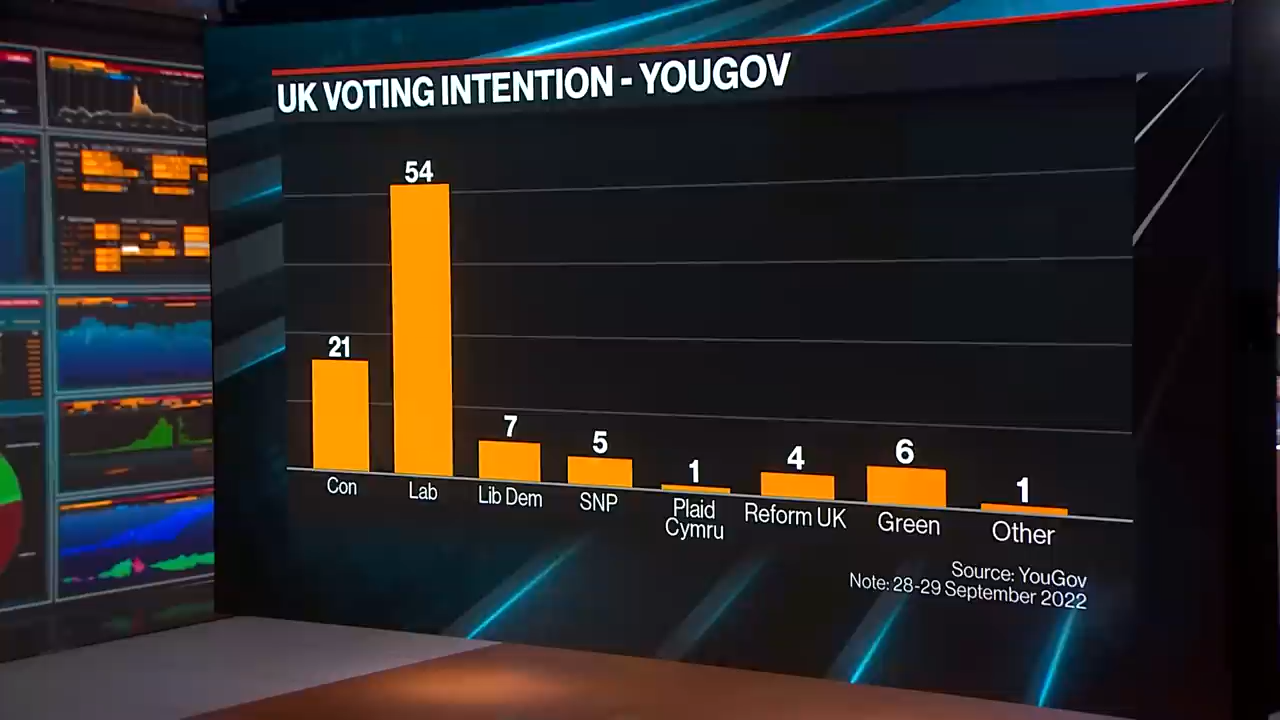 UK VOTING INTENTION - YOUGOV
54
21
7
5
1
4
6
1
Con
Lab
Lib Dem
SNP
Plaid
Cymru
Reform UK
Green
Other
Source: YouGov
Note: 28-29 September 2022